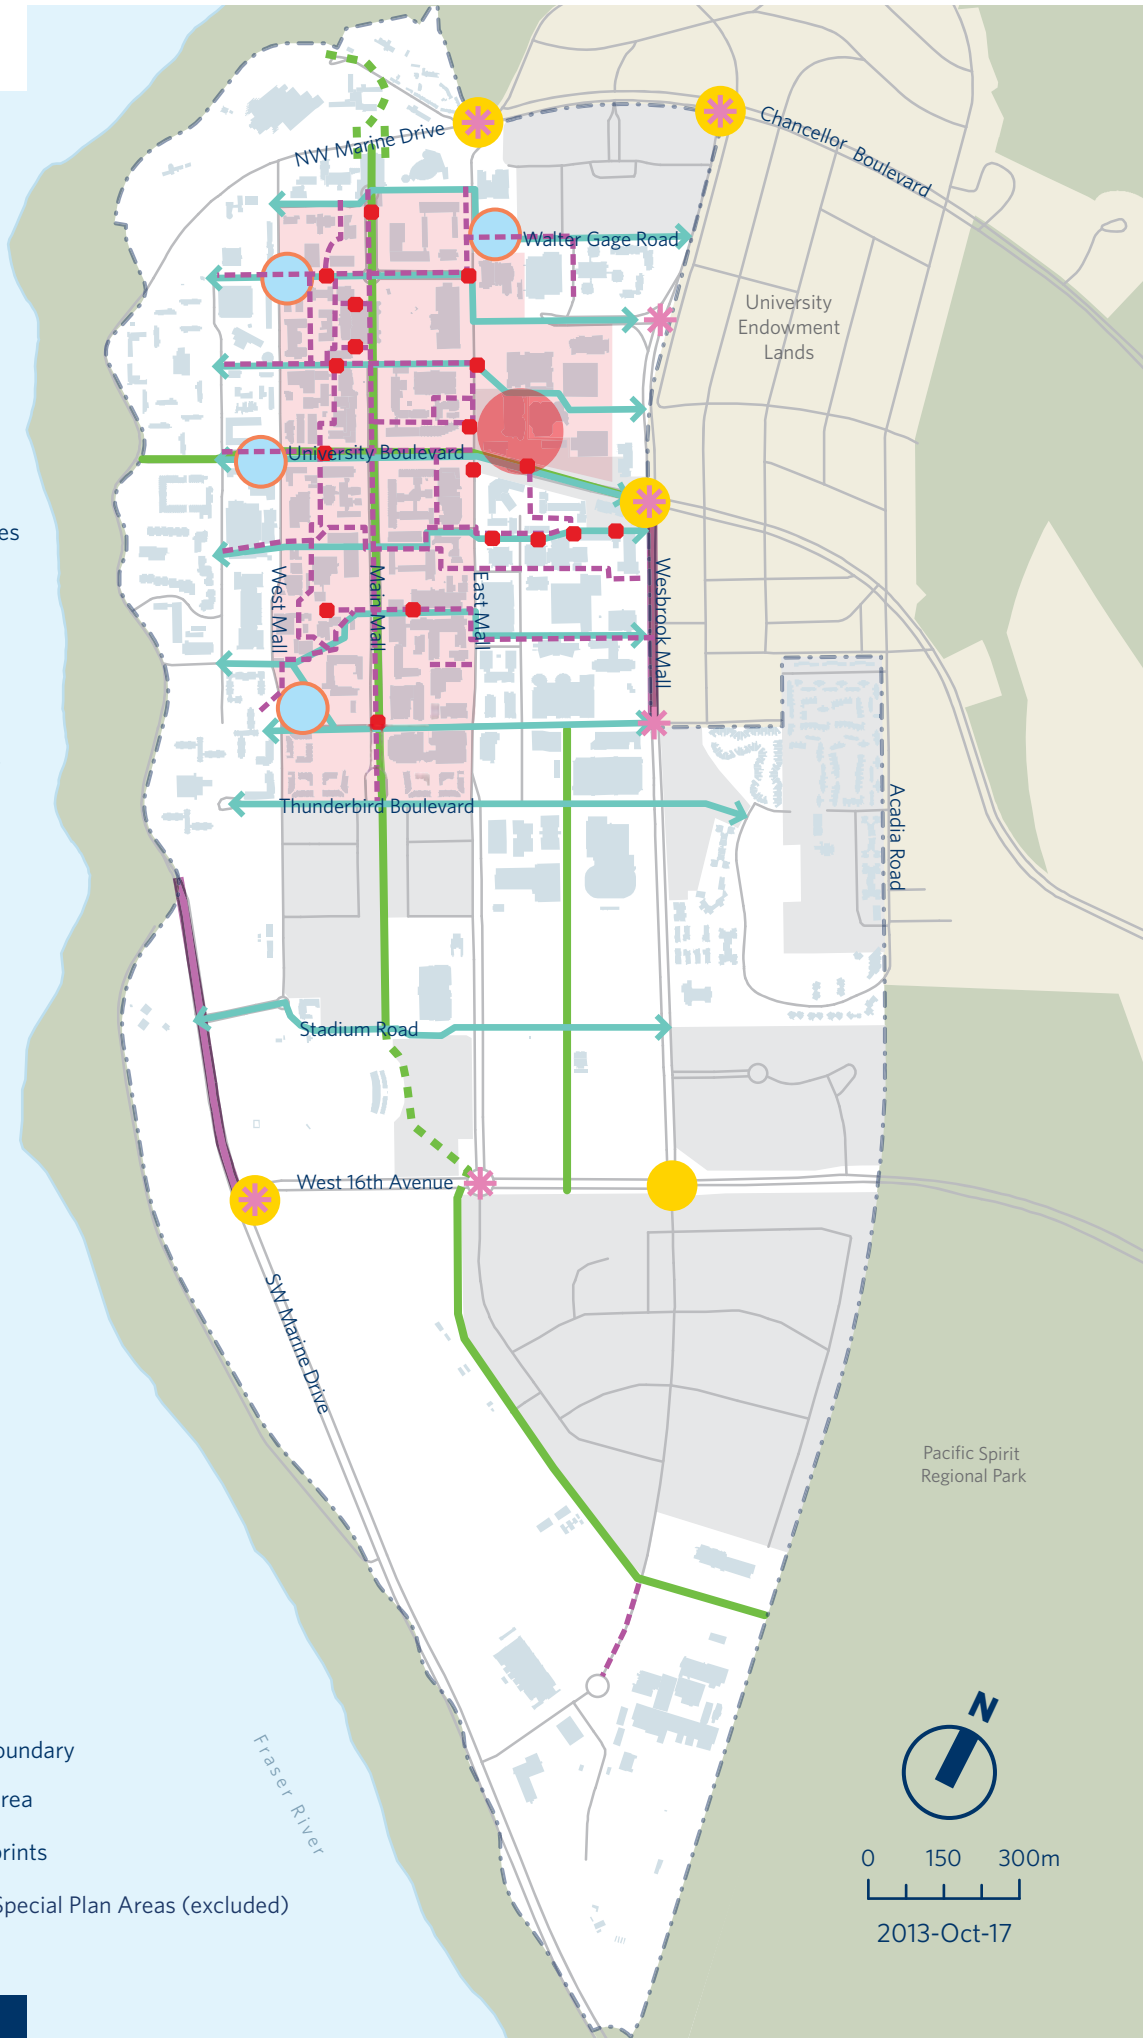 NW Marine Drive
Chancellor Boulevard
Walter Gage Road
University
Endowment
Lands
University Boulevard
es
West Mall
Main Mall
East Mall
Wesbrook Mall
Thunderbird Boulevard
Acadia Road
Stadium Road
West 16th Avenue
SW Marine Drive
Pacific Spirit
Regional Park
Fraser River
N
oundary
rea
prints
Special Plan Areas (excluded)
0 150 300m
2013-Oct-17